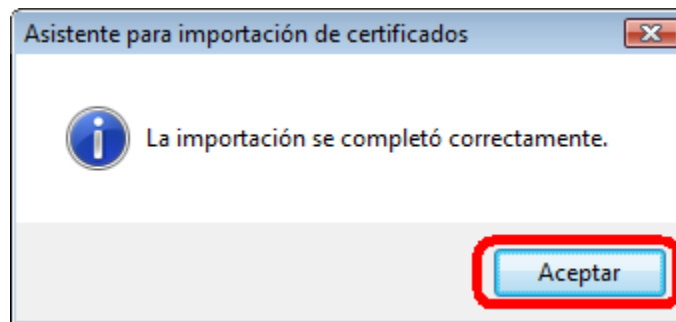 Asistente para importación de certificados
La importación se completó correctamente.
Aceptar